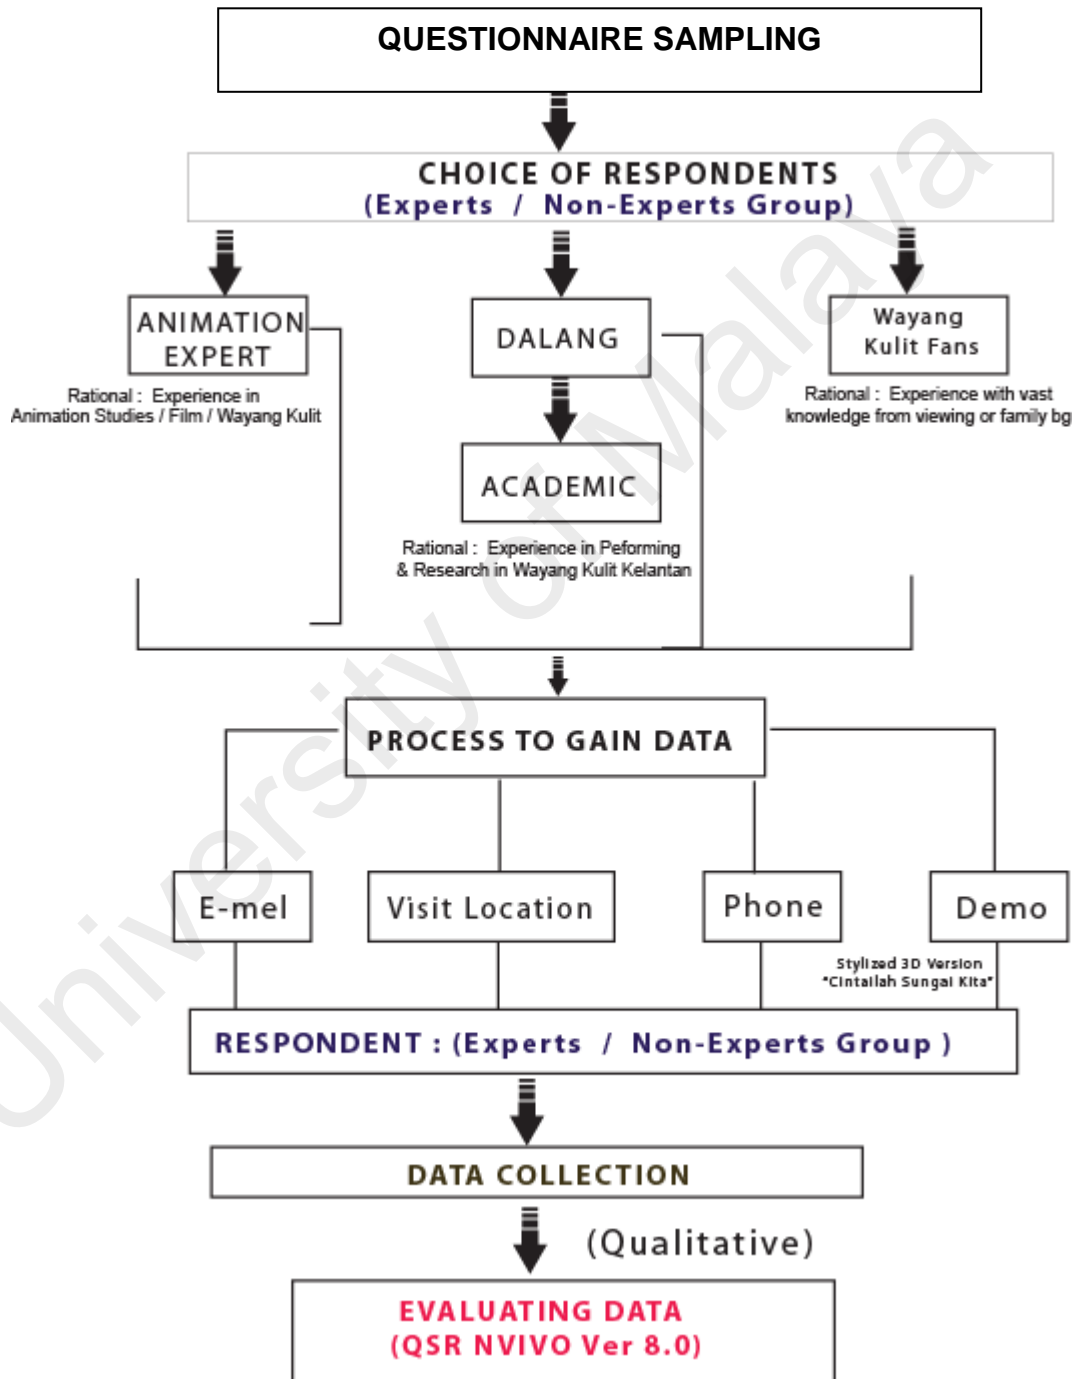 QUESTIONNAIRE SAMPLING
CHOICE OF RESPONDENTS
(Experts / Non-Experts Group)
ANIMATION
EXPERT
Rational : Experience in
Animation Studies / Film / Wayang Kulit
DALANG
ACADEMIC
Rational : Experience in Peforming
& Research in Wayang Kulit Kelantan
Wayang
Kulit Fans
Rational : Experience with vast
knowledge from viewing or family bg
PROCESS TO GAIN DATA
E-mel
Visit Location
Phone
Demo
Stylized 3D Version
"Cintailah Sungai Kita"
RESPONDENT : (Experts / Non-Experts Group )
DATA COLLECTION
(Qualitative)
EVALUATING DATA
(QSR NVIVO Ver 8.0)
University of Malaya